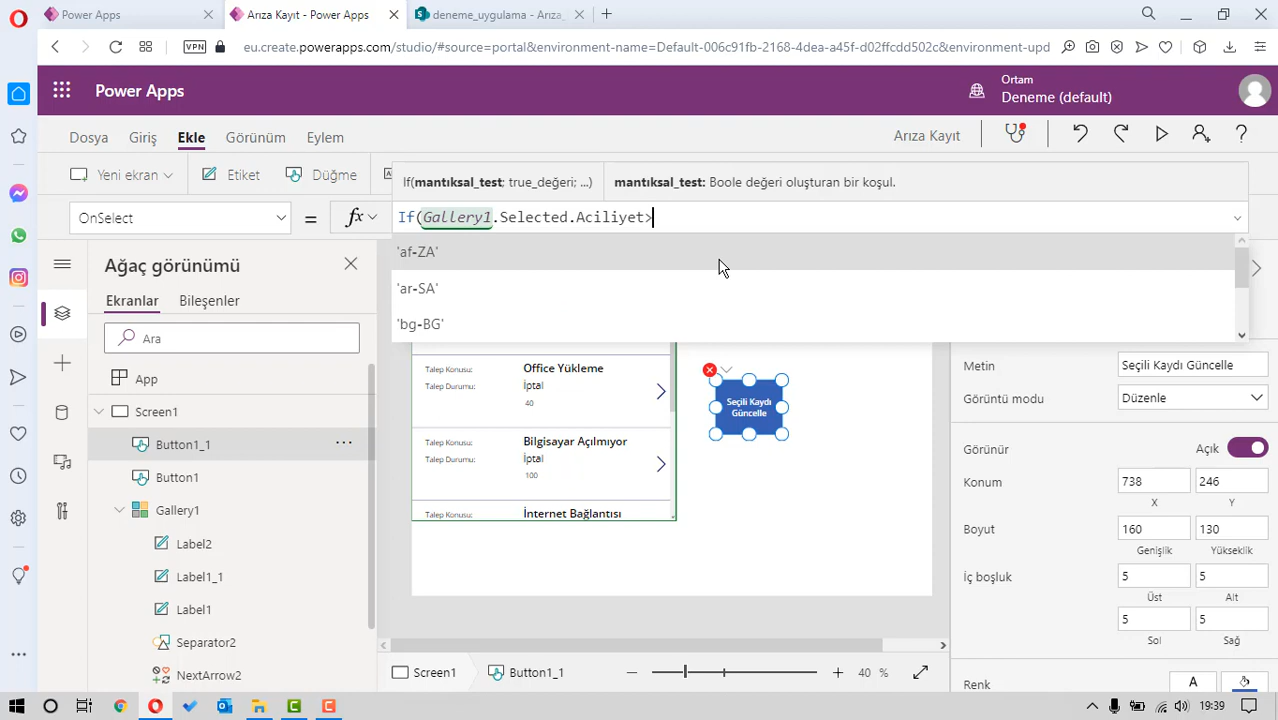 Power Apps
Arıza Kayıt - Power Apps
deneme_uygulama - Arıza_
VPN
eu.create.powerapps.com/studio/#source=portal&environment-name=Default-006c91fb-2168-4dea-a45f-d02ffcdd502c&environment-upd
Power Apps
Ortam
Deneme (default)
Dosya
Giriş
Ekle
Görünüm
Eylem
Arıza Kayıt
Yeni ekran
Etiket
Düğme
If(mantıksal_test; true_değeri; ...)
mantıksal_test: Boole değeri oluşturan bir koşul.
OnSelect
=
fx
If(Gallery1.Selected.Aciliyet>
'af-ZA'
'ar-SA'
'bg-BG'
Ağaç görünümü
Ekranlar
Bileşenler
Ara
App
Screen1
Button1_1
Button1
Gallery1
Label2
Label1_1
Label1
Separator2
NextArrow2
Talep Konusu:
Office Yükleme
Talep Durumu:
İptal
40
Talep Konusu:
Bilgisayar Açılmıyor
Talep Durumu:
İptal
100
Talep Konusu:
İnternet Bağlantısı
Seçili Kaydı
Güncelle
Metin
Seçili Kaydı Güncelle
Görüntü modu
Düzenle
Görünür
Açık
Konum
738
246
X
Y
Boyut
160
130
Genişlik
Yükseklik
İç boşluk
5
5
Üst
Alt
5
5
Sol
Sağ
Renk
A
Screen1
Button1_1
40 %
19:39